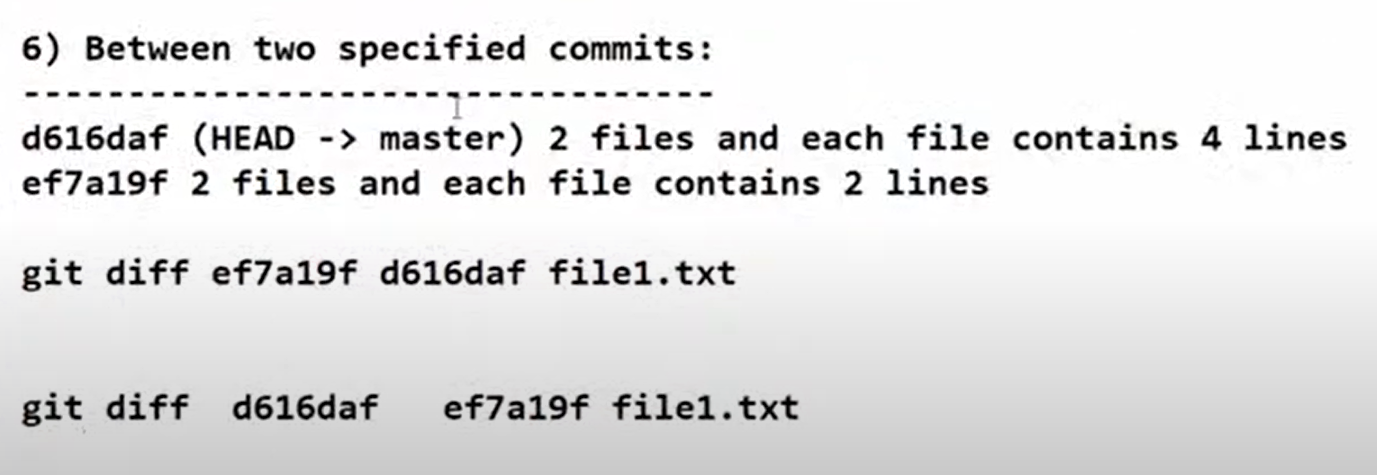 6) Between two specified commits:
---------------------------------
d616daf (HEAD -> master) 2 files and each file contains 4 lines
ef7a19f 2 files and each file contains 2 lines
git diff ef7a19f d616daf file1.txt
git diff  d616daf   ef7a19f file1.txt